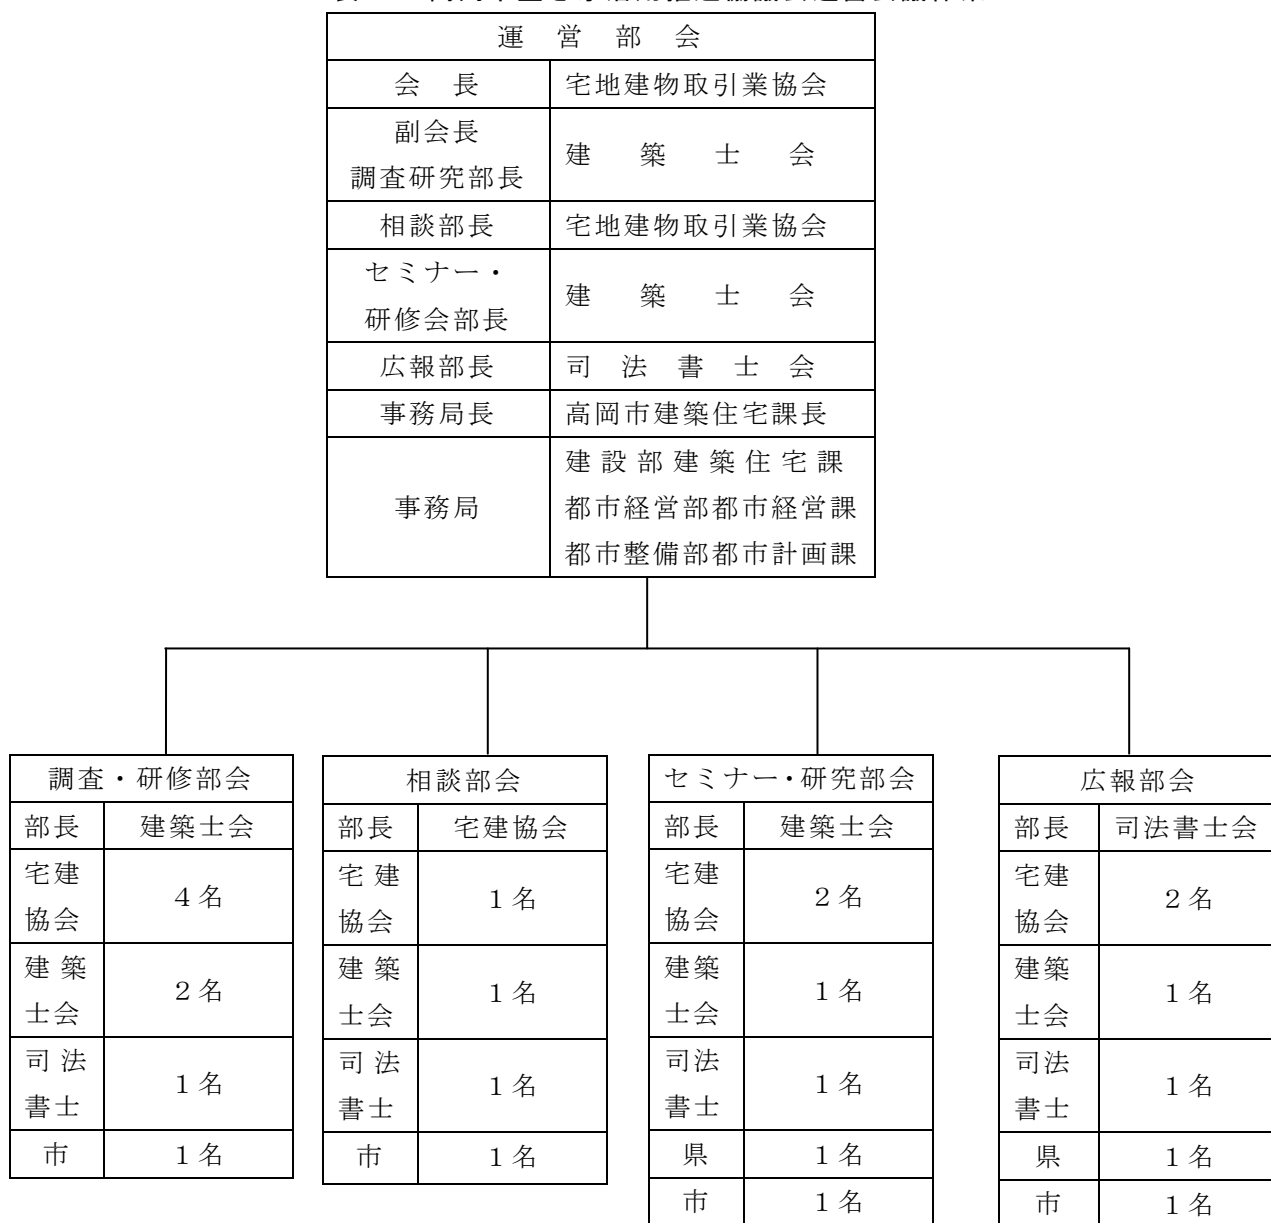 運営部会
会 長 宅地建物取引業協会
副会長
調査研究部長
建築士会
相談部長 宅地建物取引業協会
セミナー・
研修会部長
建築士会
広報部長 司法書士会
事務局長 高岡市建築住宅課長
事務局
建設部建築住宅課
都市経営部都市経営課
都市整備部都市計画課
調査・研修部会
部長 建築士会
宅建
協会
4名
建築
士会
2名
司法
書士
1名
市 1名
相談部会
部長 宅建協会
宅建
協会
1名
建築
士会
1名
司法
書士
1名
市 1名
セミナー・研究部会
部長 建築士会
宅建
協会
2名
建築
士会
1名
司法
書士
1名
県 1名
市 1名
広報部会
部長 司法書士会
宅建
協会
2名
建築
士会
1名
司法
書士
1名
県 1名
市 1名